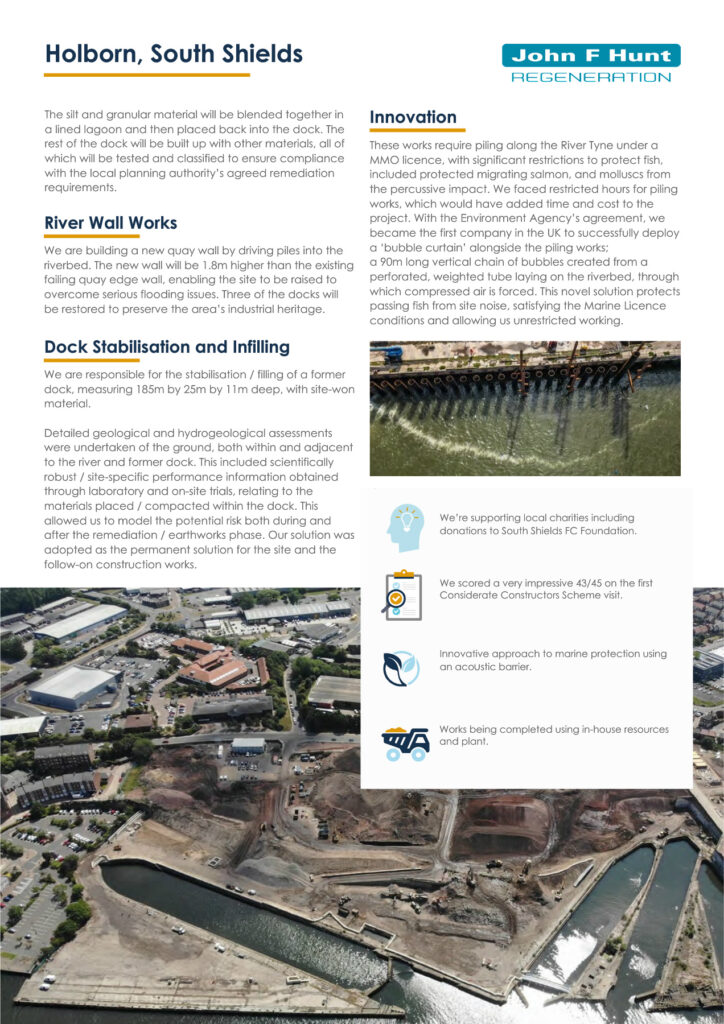 Holborn, South Shields
John F Hunt
REGENERATION
The silt and granular material will be blended together in
a lined lagoon and then placed back into the dock. The
rest of the dock will be built up with other materials, all of
which will be tested and classified to ensure compliance
with the local planning authority's agreed remediation
requirements.
River Wall Works
We are building a new quay wall by driving piles into the
riverbed. The new wall will be 1.8m higher than the existing
failing quay edge wall, enabling the site to be raised to
overcome serious flooding issues. Three of the docks will
be restored to preserve the area's industrial heritage.
Dock Stabilisation and Infilling
We are responsible for the stabilisation / filling of a former
dock, measuring 185m by 25m by 11m deep, with site-won
material.
Detailed geological and hydrogeological assessments
were undertaken of the ground, both within and adjacent
to the river and former dock. This included scientifically
robust / site-specific performance information obtained
through laboratory and on-site trials, relating to the
materials placed / compacted within the dock. This
allowed us to model the potential risk both during and
after the remediation / earthworks phase. Our solution was
adopted as the permanent solution for the site and the
follow-on construction works.
Innovation
These works require piling along the River Tyne under a
MMO licence, with significant restrictions to protect fish,
included protected migrating salmon, and molluscs from
the percussive impact. We faced restricted hours for piling
works, which would have added time and cost to the
project. With the Environment Agency's agreement, we
became the first company in the UK to successfully deploy
a 'bubble curtain' alongside the piling works;
a 90m long vertical chain of bubbles created from a
perforated, weighted tube laying on the riverbed, through
which compressed air is forced. This novel solution protects
passing fish from site noise, satisfying the Marine Licence
conditions and allowing us unrestricted working.
We're supporting local charities including
donations to South Shields FC Foundation.
We scored a very impressive 43/45 on the first
Considerate Constructors Scheme visit.
Innovative approach to marine protection using
an acoustic barrier.
Works being completed using in-house resources
and plant.